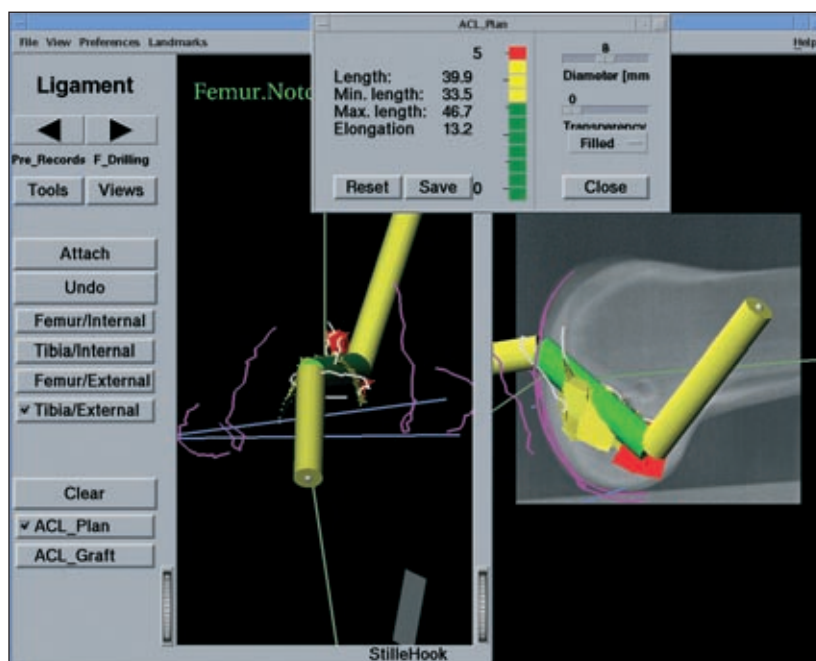 ACL_Plan
File View Preferences Landmarks
Help
Ligament
Pre_Records F_Drilling
Tools Views
Attach
Undo
Femur/Internal
Tibia/Internal
Femur/External
Tibia/External
Clear
ACL_Plan
ACL_Graft
5
Length: 39.9
Min. length: 33.5
Max. length: 46.7
Elongation 13.2
Reset Save 0
8
Diameter [mm
0
Transparency
Filled
Close
StilleHook